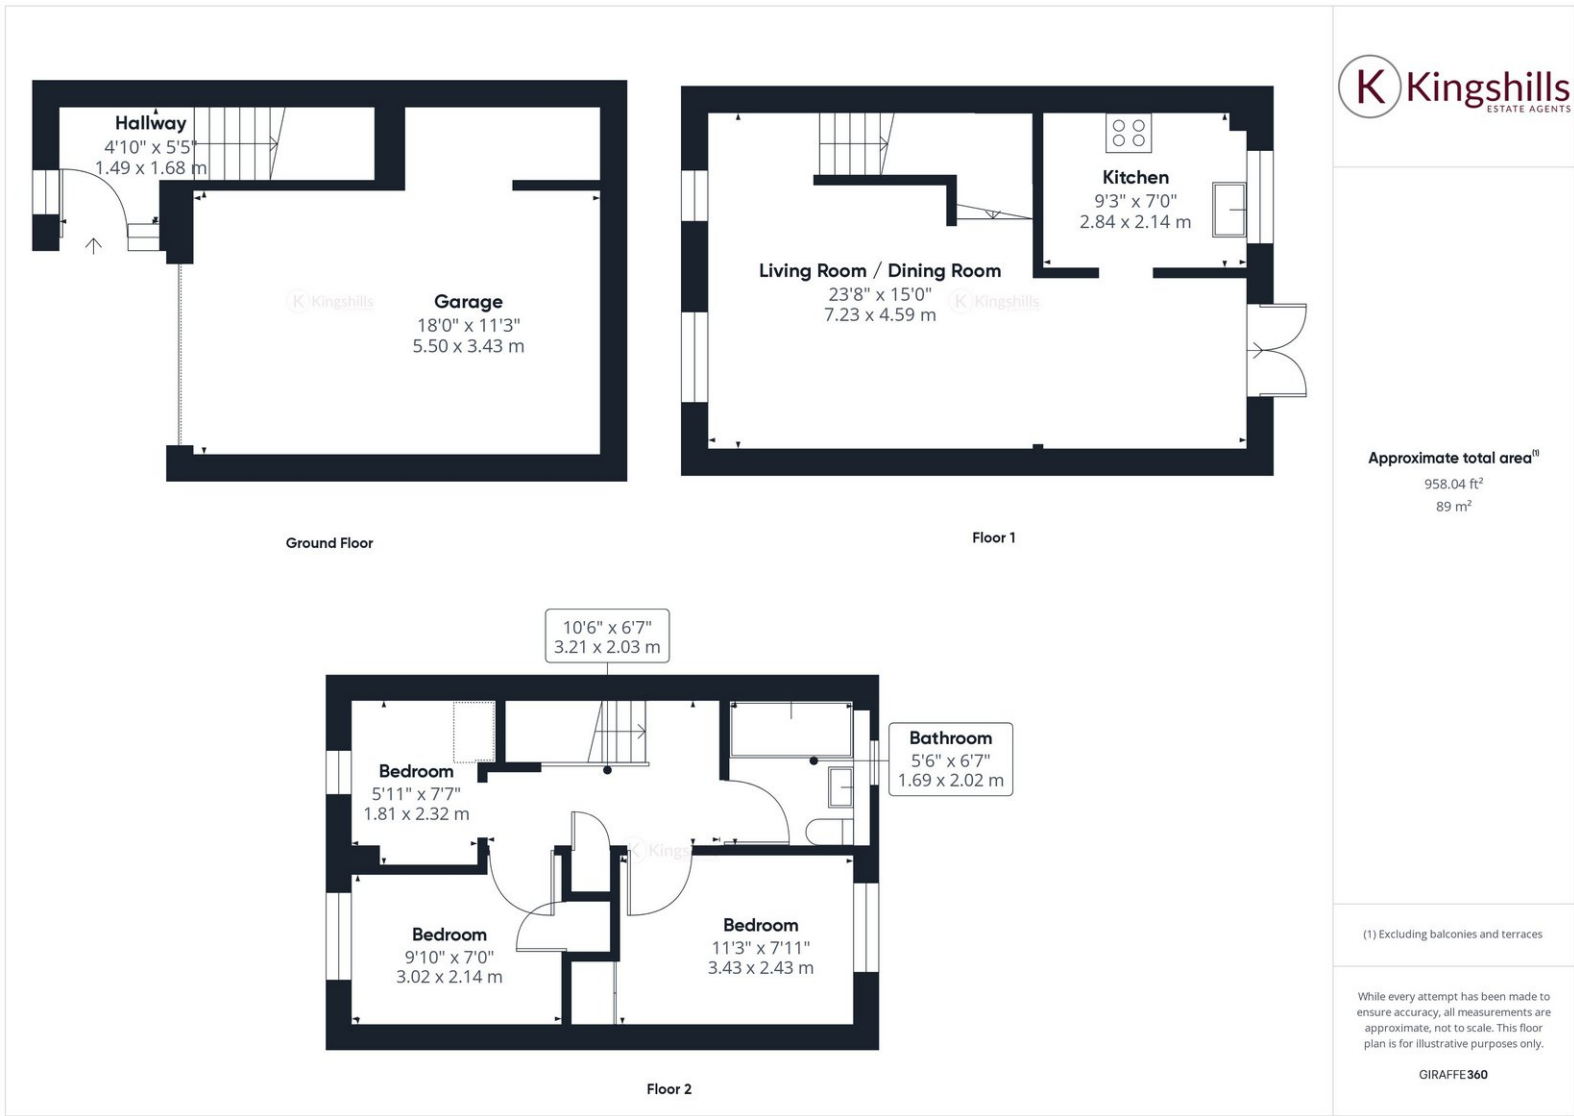 Hallway
4'10" x 5'5"
1.49 x 1.68 m
Garage
18'0" x 11'3"
5.50 x 3.43 m
K Kingshills
Ground Floor
Living Room / Dining Room
23'8" x 15'0"
7.23 x 4.59 m
K Kingshills
Kitchen
9'3" x 7'0"
2.84 x 2.14 m
Floor 1
10'6" x 6'7"
3.21 x 2.03 m
Bedroom
5'11" x 7'7"
1.81 x 2.32 m
Bathroom
5'6" x 6'7"
1.69 x 2.02 m
K Kings
Bedroom
9'10" x 7'0"
3.02 x 2.14 m
Bedroom
11'3" x 7'11"
3.43 x 2.43 m
Floor 2
K Kingshills
ESTATE AGENTS
Approximate total area(1)
958.04 ft²
89 m²
(1) Excluding balconies and terraces
While every attempt has been made to
ensure accuracy, all measurements are
approximate, not to scale. This floor
plan is for illustrative purposes only.
GIRAFFE360